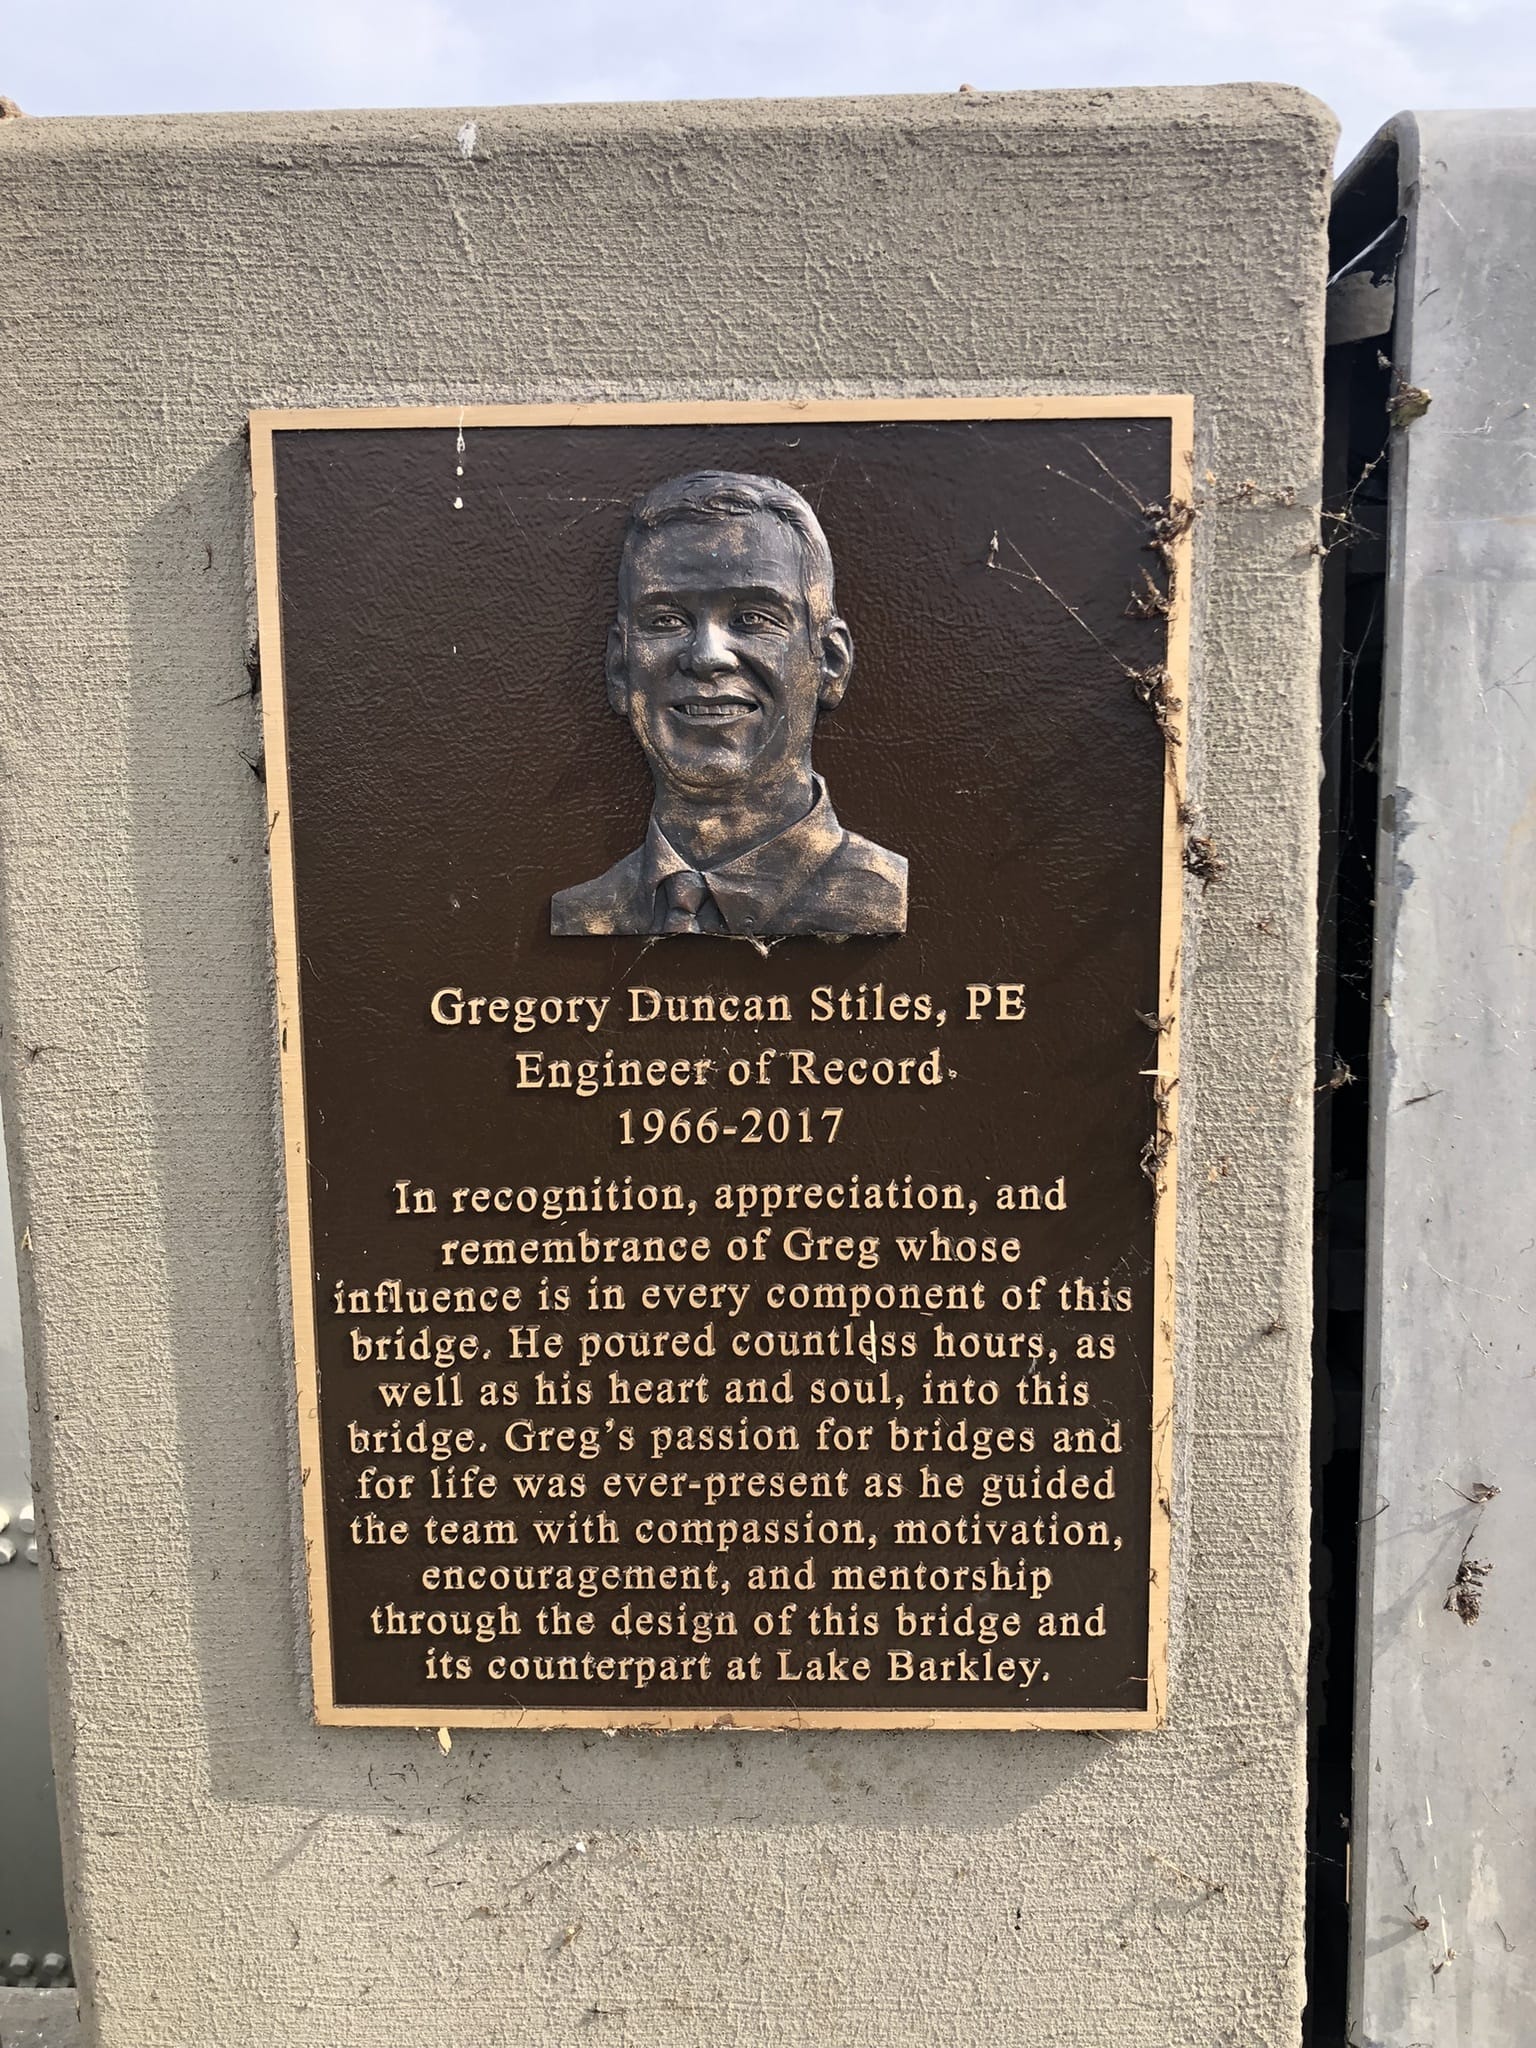 Gregory Duncan Stiles, PE
Engineer of Record
1966-2017
In recognition, appreciation, and
remembrance of Greg whose
influence is in every component of this
bridge. He poured countless hours, as
well as his heart and soul, into this
bridge. Greg's passion for bridges and
for life was ever-present as he guided
the team with compassion, motivation,
encouragement, and mentorship
through the design of this bridge and
its counterpart at Lake Barkley.